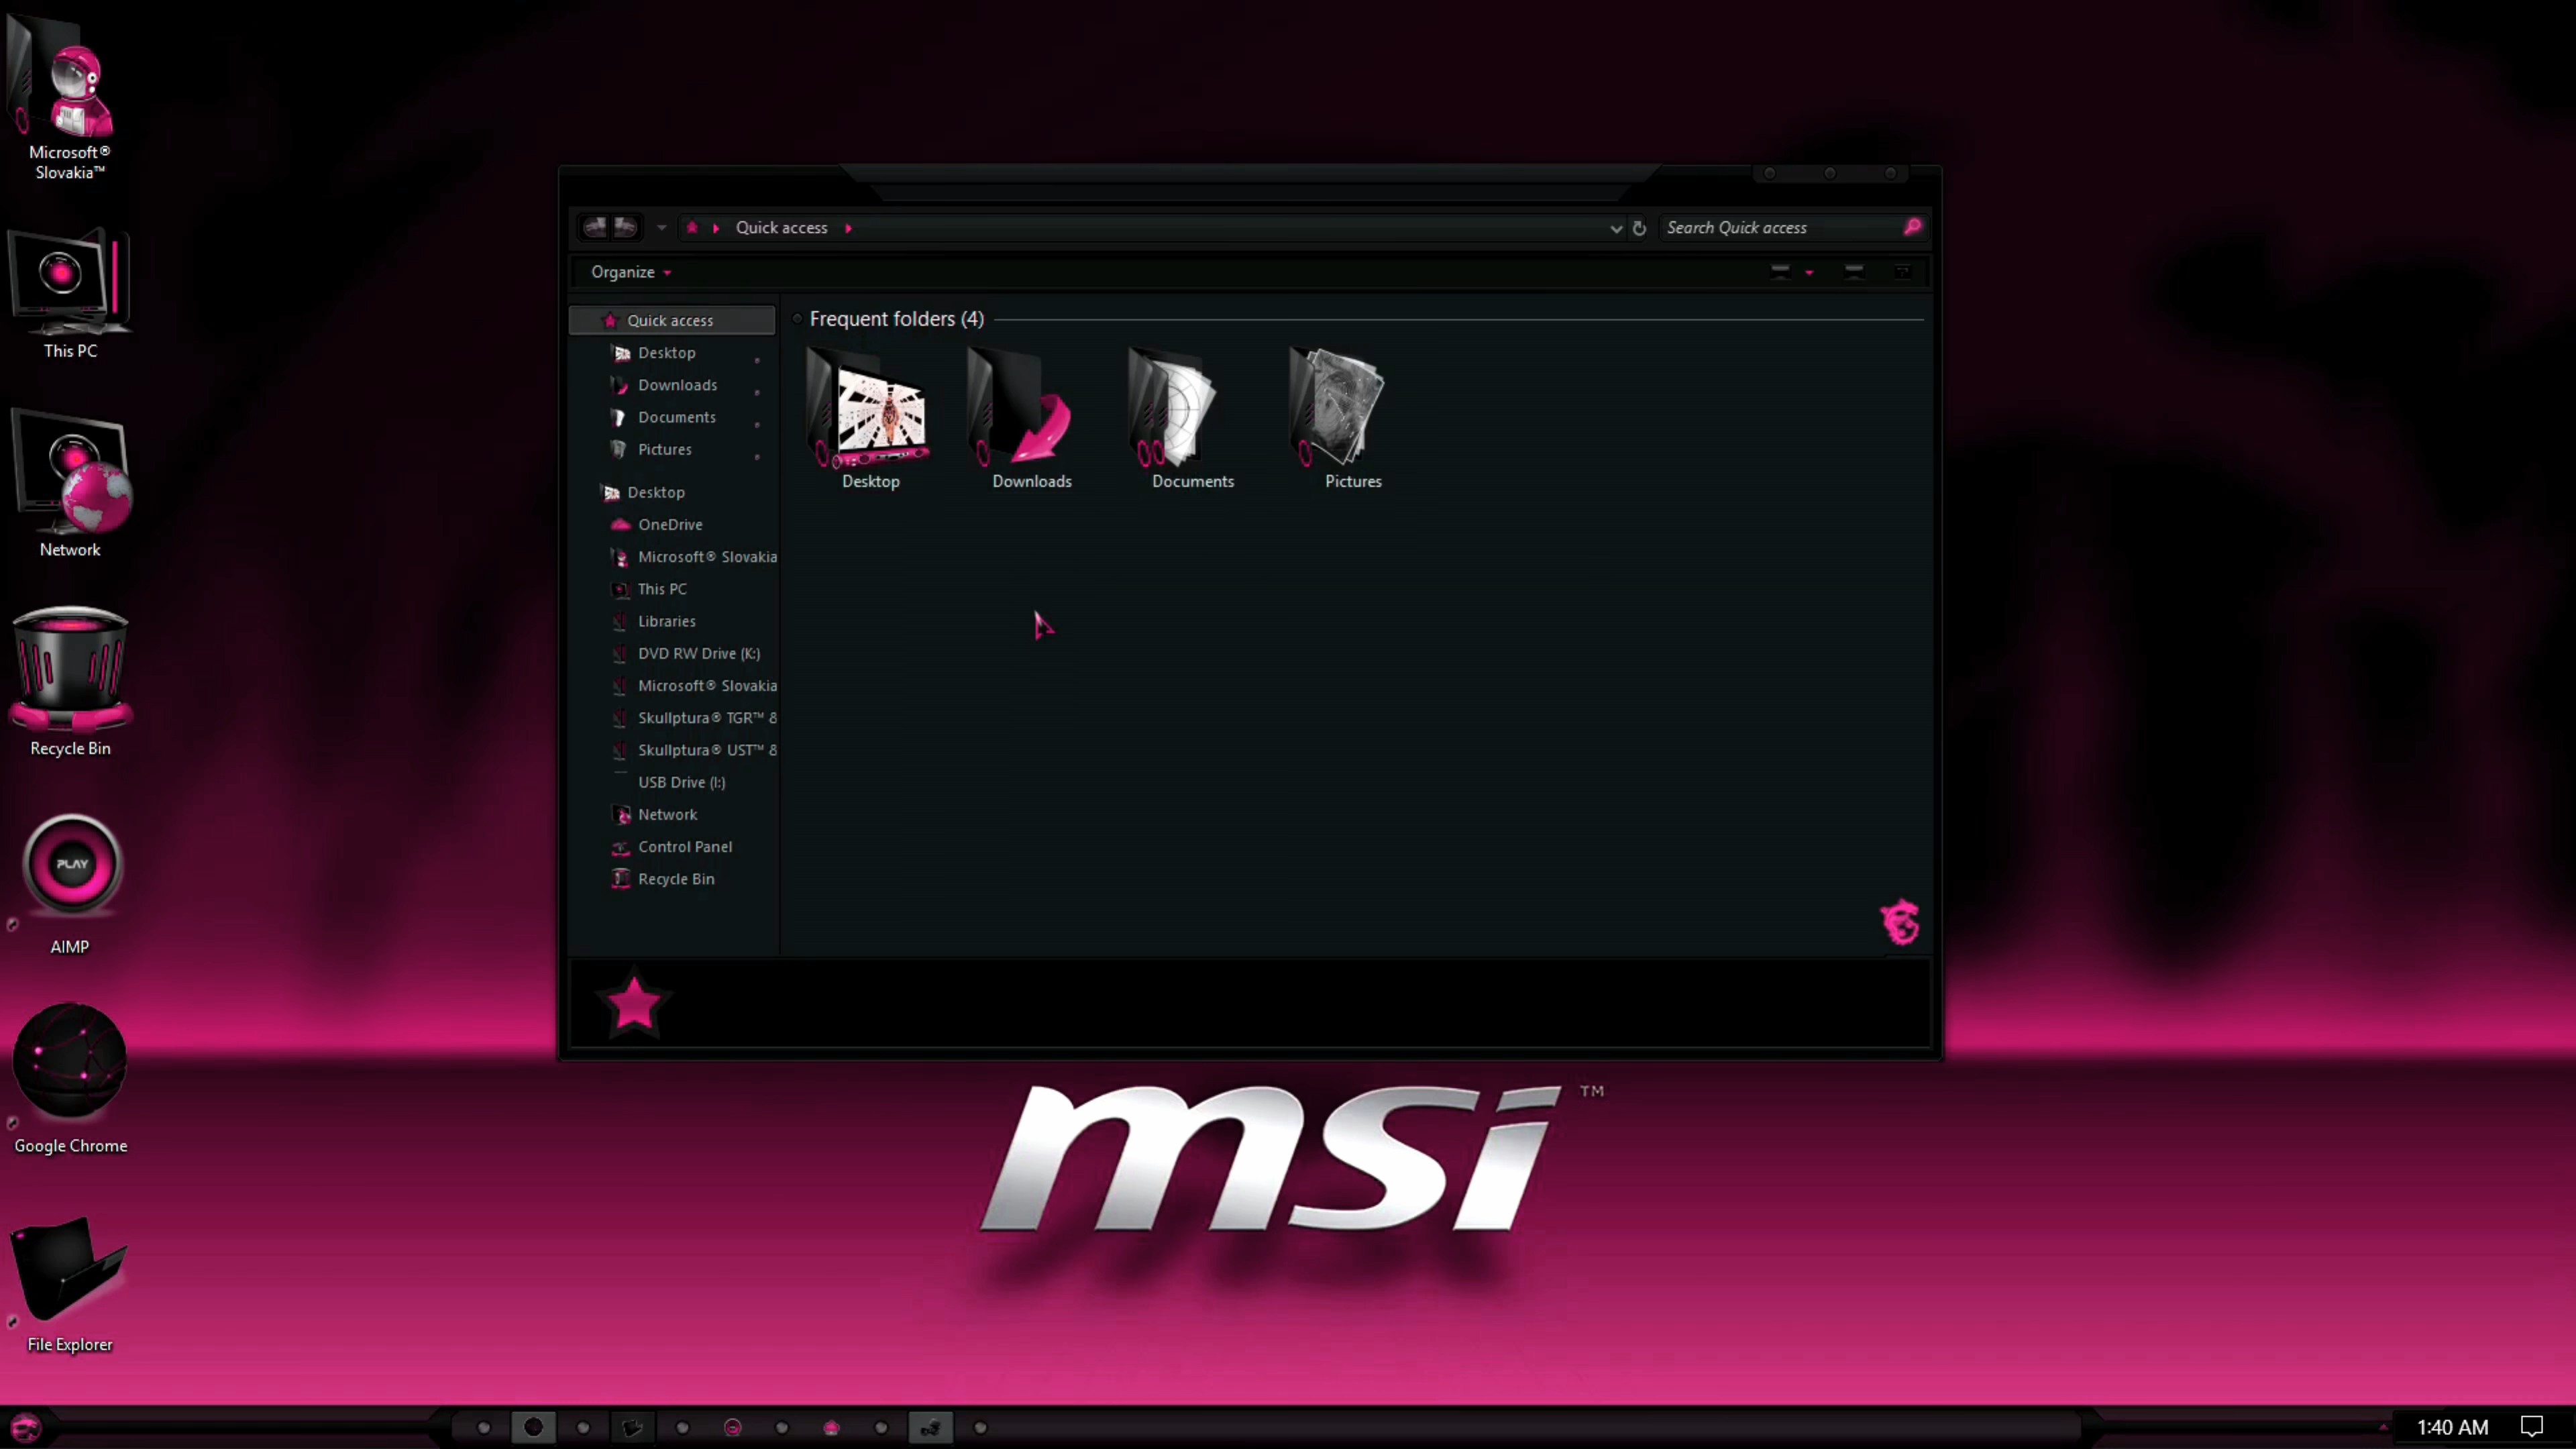 Microsoft®
Slovakia™
This PC
Network
Recycle Bin
PLAY
AIMP
Google Chrome
File Explorer
Quick access
Search Quick access
Organize
Quick access
Desktop
Downloads
Documents
Pictures
Desktop
OneDrive
Microsoft® Slovakia
This PC
Libraries
DVD RW Drive (K:)
Microsoft® Slovakia
Skullptura® TGR™ &
Skullptura® UST™ &
USB Drive (I:)
Network
Control Panel
Recycle Bin
Frequent folders (4)
Desktop
Downloads
Documents
Pictures
msi ™
1:40 AM